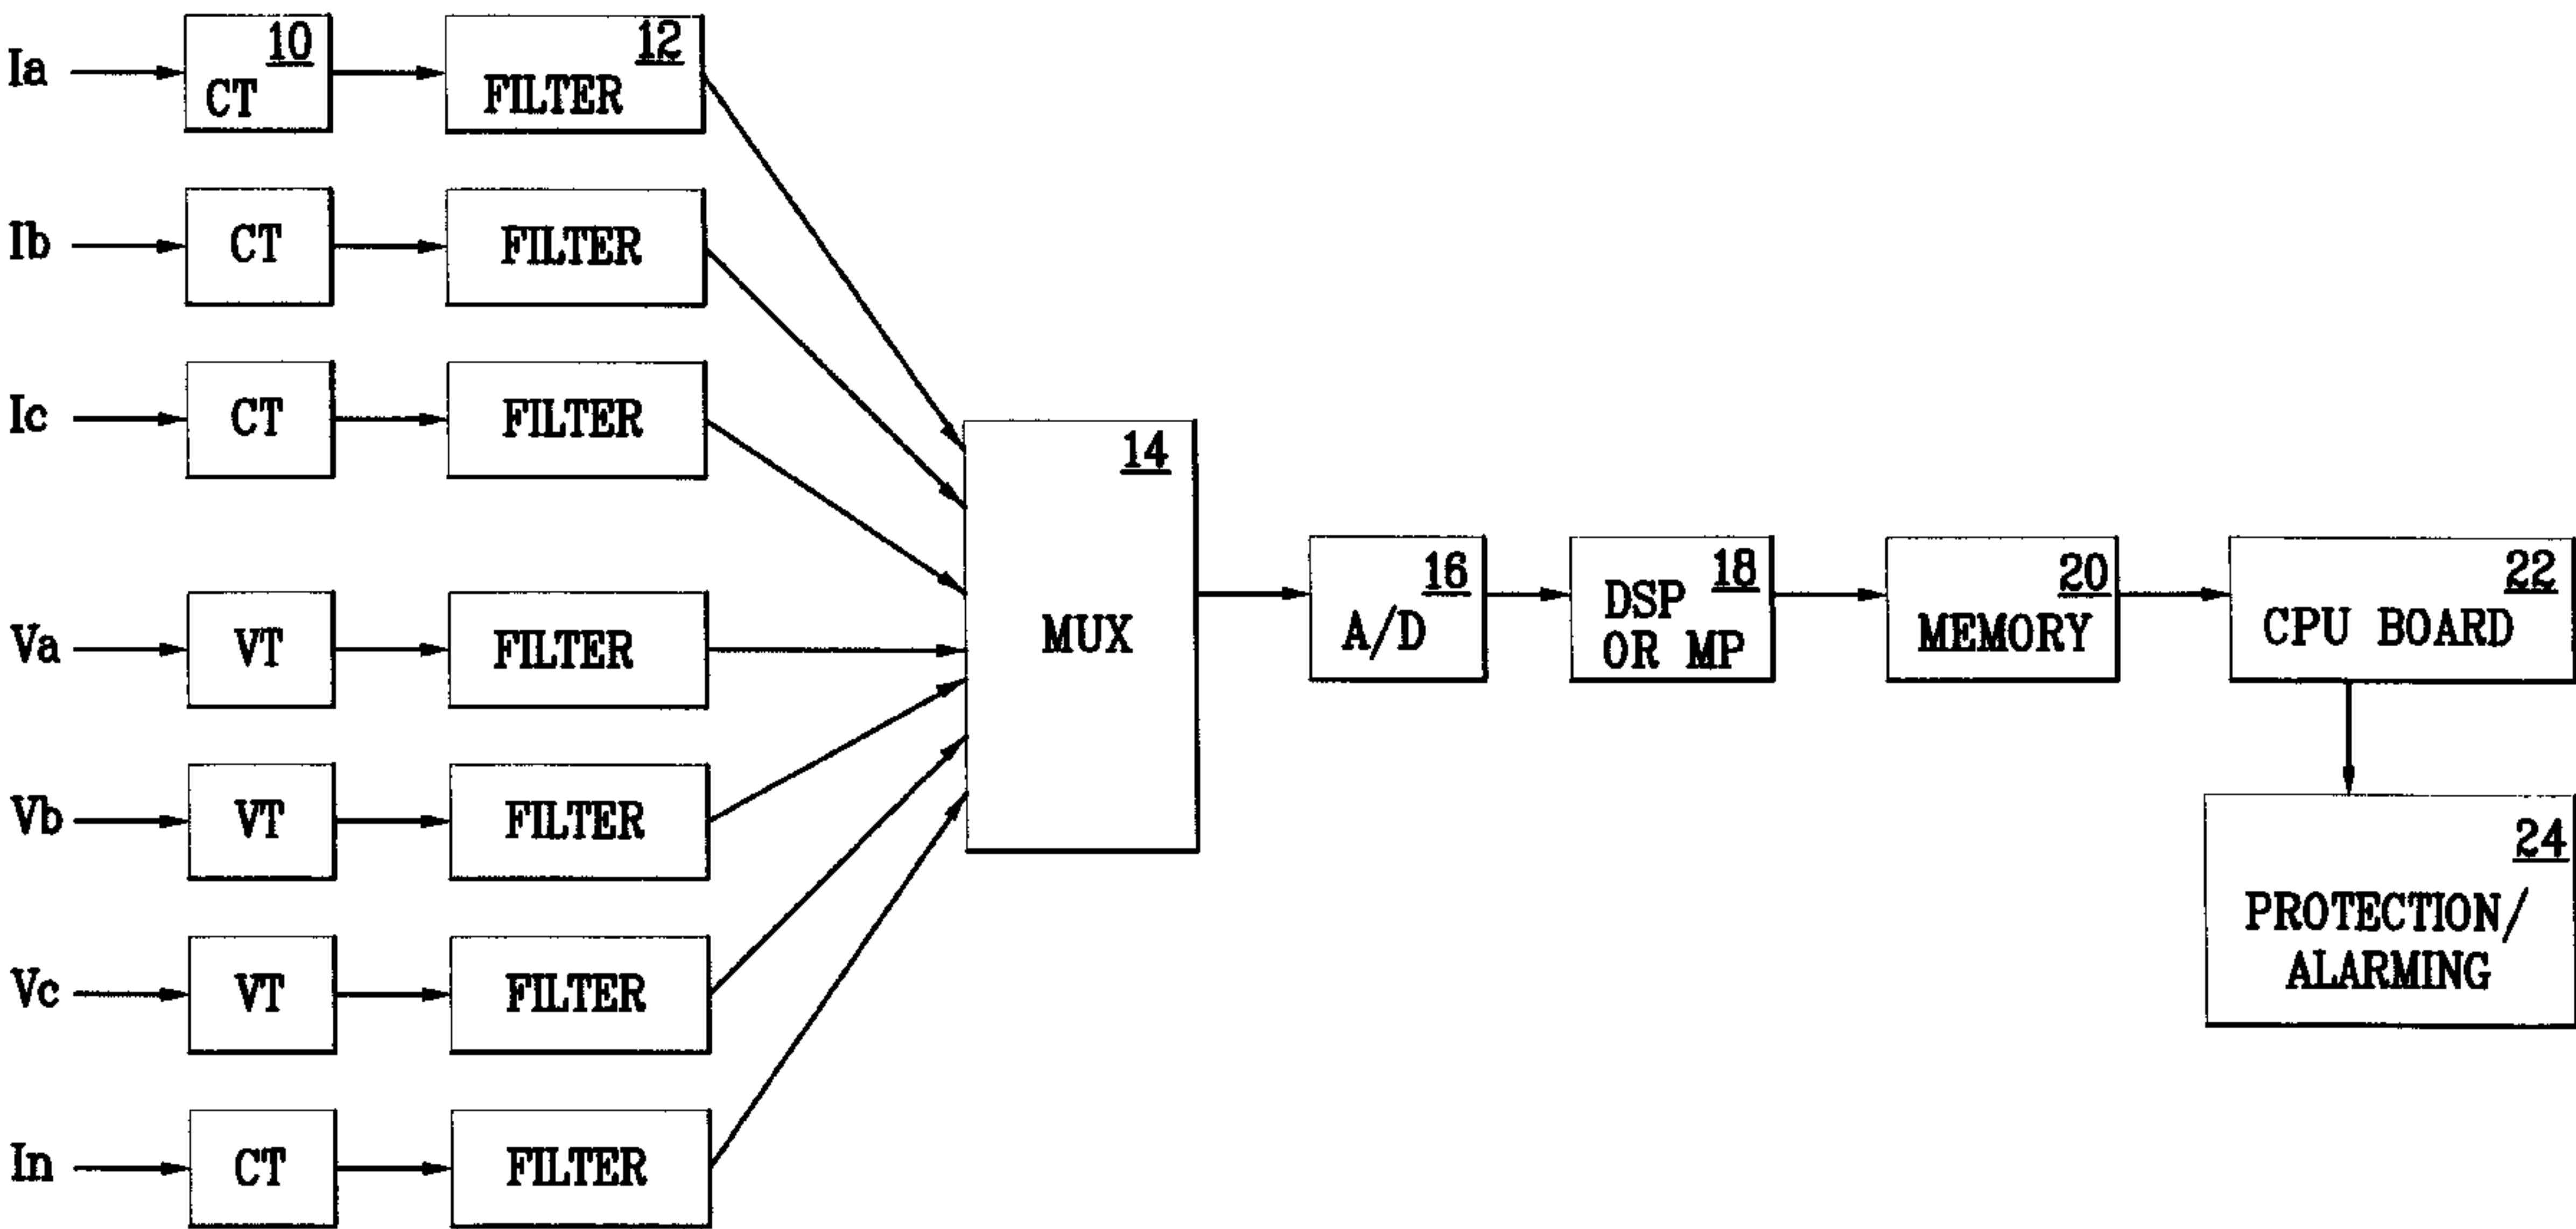 Ia
10
CT
12
FILTER
Ib
CT
FILTER
Ic
CT
FILTER
Va
VT
FILTER
Vb
VT
FILTER
Vc
VT
FILTER
In
CT
FILTER
14
MUX
16
A/D
18
DSP
OR MP
20
MEMORY
22
CPU BOARD
24
PROTECTION/
ALARMING